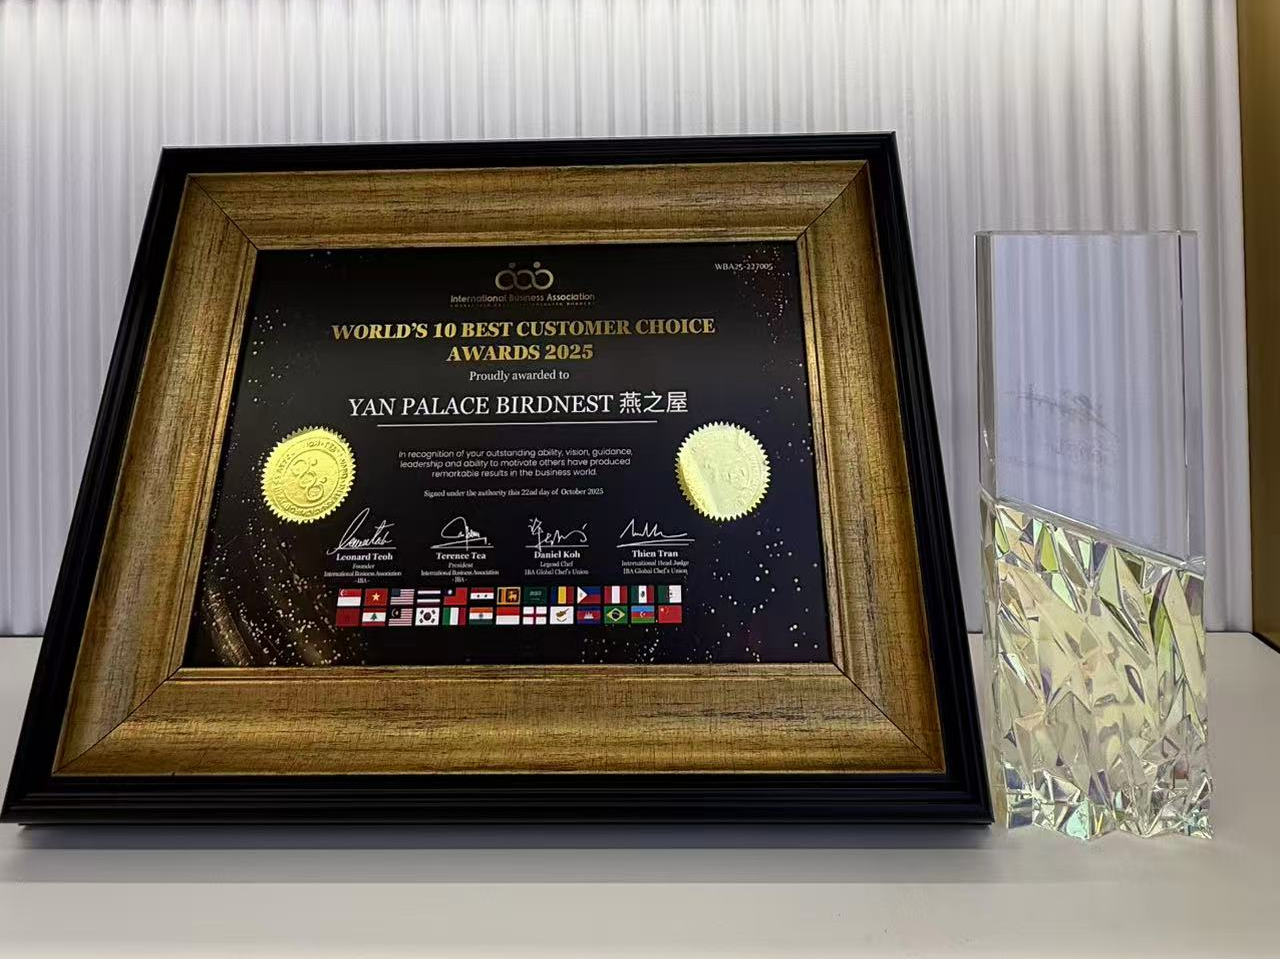 WBA25-227005
International Business Association
WORLD'S 10 BEST CUSTOMER CHOICE
AWARDS 2025
Proudly awarded to
YAN PALACE BIRDNEST 燕之屋
In recognition of your outstanding ability, vision, guidance,
leadership and ability to motivate others have produced
remarkable results in the business world.
Signed under the authority this 22nd day of October 2025
Leonard Teoh
Founder
International Business Association
- IBA -
Terence Tea
President
International Business Association
- IBA -
Daniel Koh
Legend Chef
IBA Global Chef's Union
Thien Tran
International Head Judge
IBA Global Chef's Union